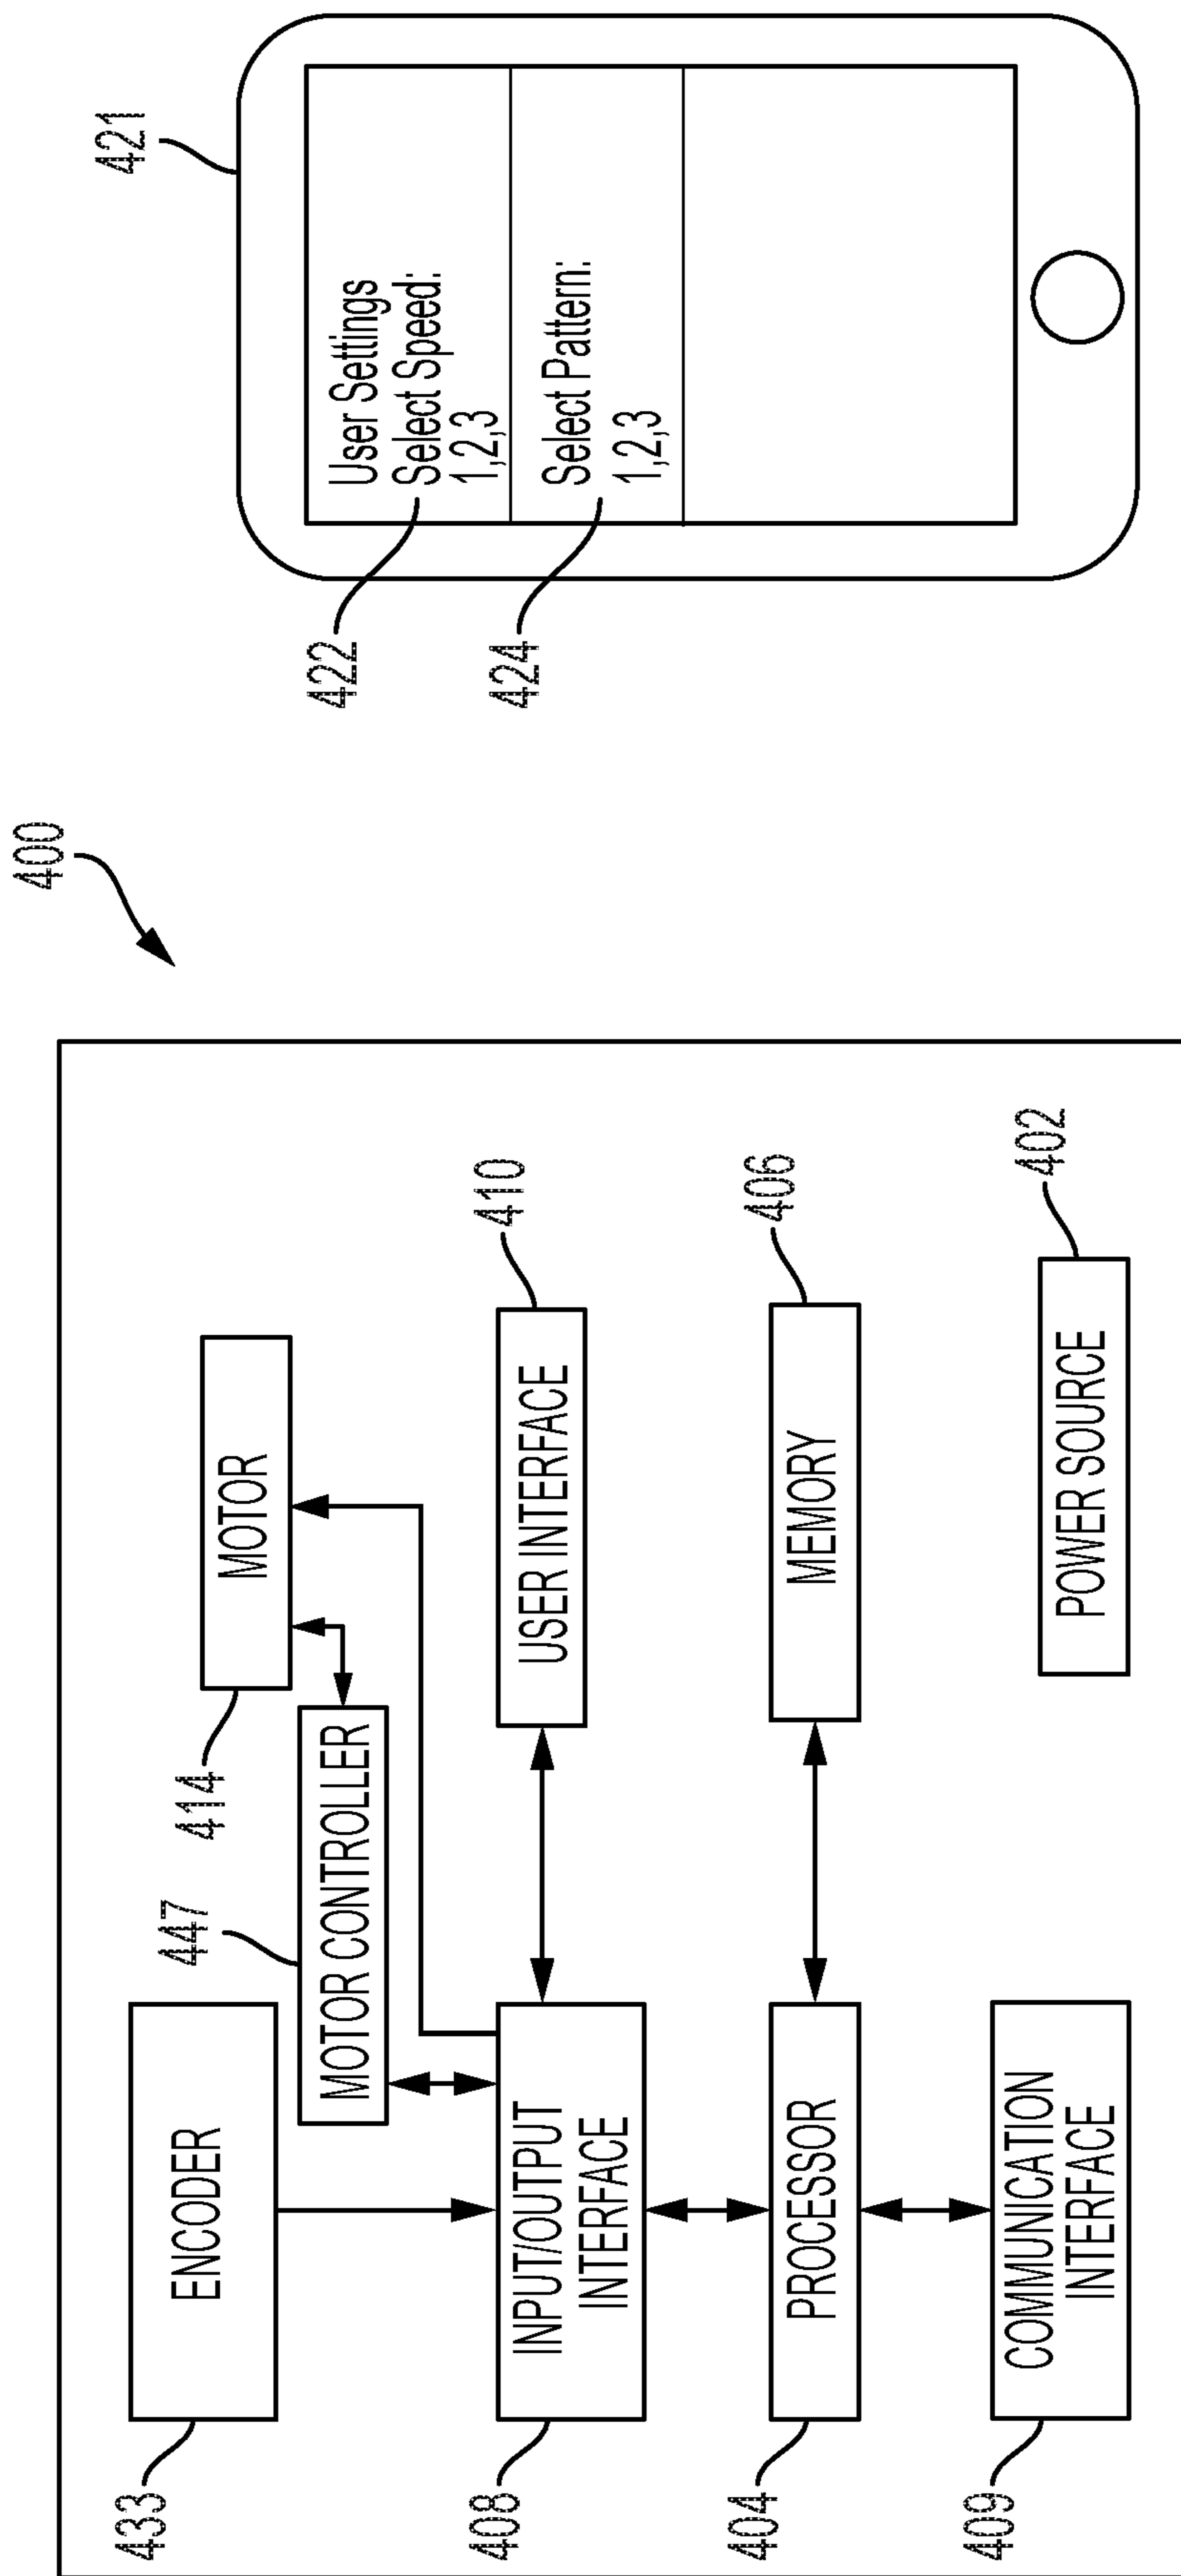 400
433
ENCODER
414
MOTOR
447
MOTOR CONTROLLER
408
INPUT/OUTPUT
INTERFACE
USER INTERFACE
410
404
PROCESSOR
MEMORY
406
409
COMMUNICATION
INTERFACE
POWER SOURCE
402
421
User Settings
422
Select Speed:
1,2,3
424
Select Pattern:
1,2,3